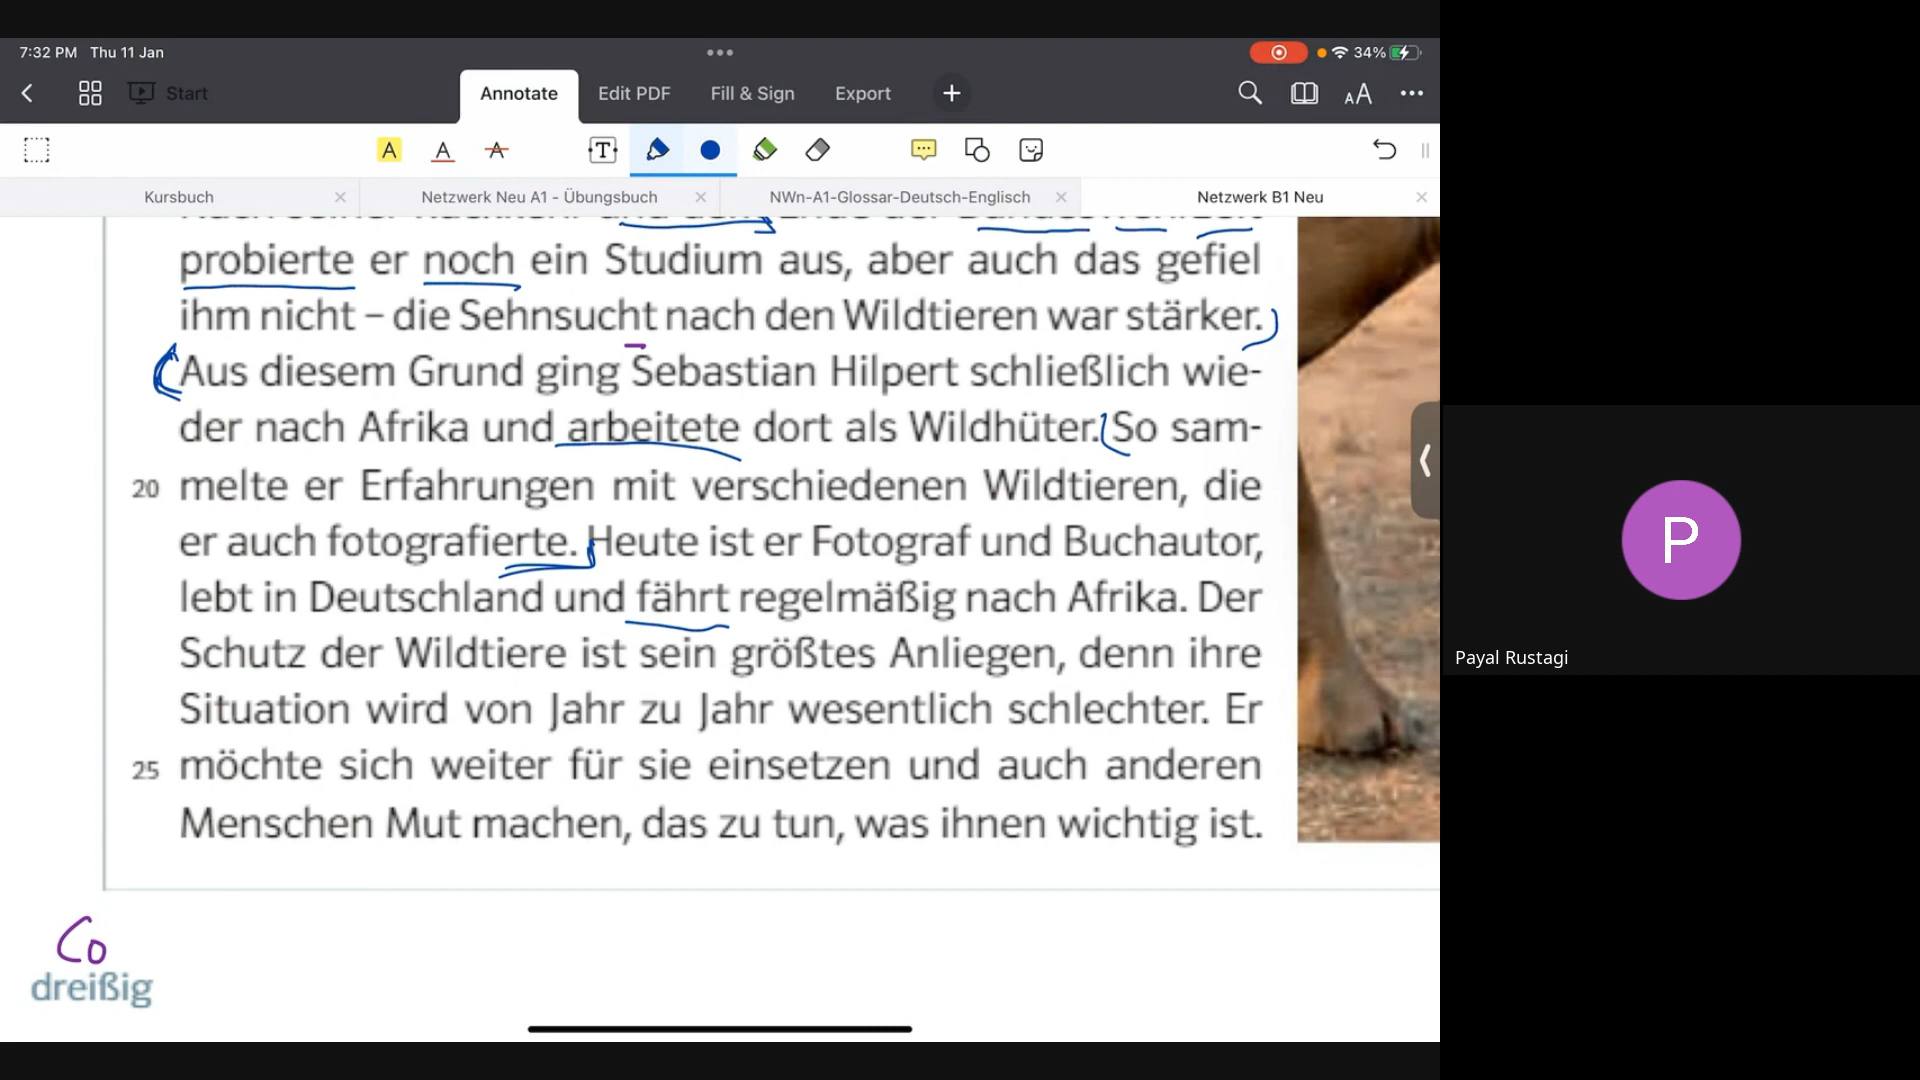 7:32 PM Thu 11 Jan
34%
Start
Annotate
Edit PDF
Fill & Sign
Export
Kursbuch
Netzwerk Neu A1 - Übungsbuch
NWn-A1-Glossar-Deutsch-Englisch
Netzwerk B1 Neu
probierte er noch ein Studium aus, aber auch das gefiel
ihm nicht – die Sehnsucht nach den Wildtieren war stärker.
Aus diesem Grund ging Sebastian Hilpert schließlich wie-
der nach Afrika und arbeitete dort als Wildhüter. So sam-
20 melte er Erfahrungen mit verschiedenen Wildtieren, die
er auch fotografierte. Heute ist er Fotograf und Buchautor,
lebt in Deutschland und fährt regelmäßig nach Afrika. Der
Schutz der Wildtiere ist sein größtes Anliegen, denn ihre
Situation wird von Jahr zu Jahr wesentlich schlechter. Er
25 möchte sich weiter für sie einsetzen und auch anderen
Menschen Mut machen, das zu tun, was ihnen wichtig ist.
dreißig
P
Payal Rustagi